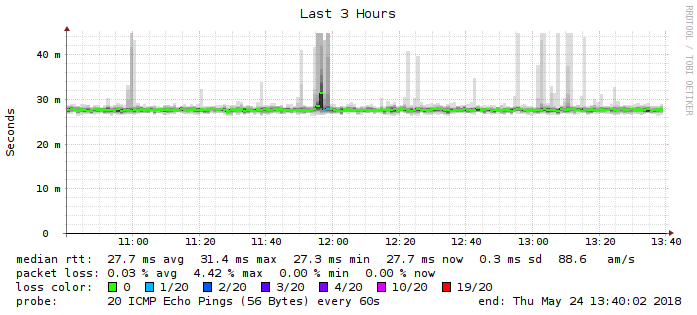 Last 3 Hours
RRDTOOL / TOBI OETIKER
Seconds
40 m
30 m
20 m
10 m
0
11:00 11:20 11:40 12:00 12:20 12:40 13:00 13:20 13:40
median rtt: 27.7 ms avg 31.4 ms max 27.3 ms min 27.7 ms now 0.3 ms sd 88.6 am/s
packet loss: 0.03 % avg 4.42 % max 0.00 % min 0.00 % now
loss color: 0 1/20 2/20 3/20 4/20 10/20 19/20
probe: 20 ICMP Echo Pings (56 Bytes) every 60s end: Thu May 24 13:40:02 2018